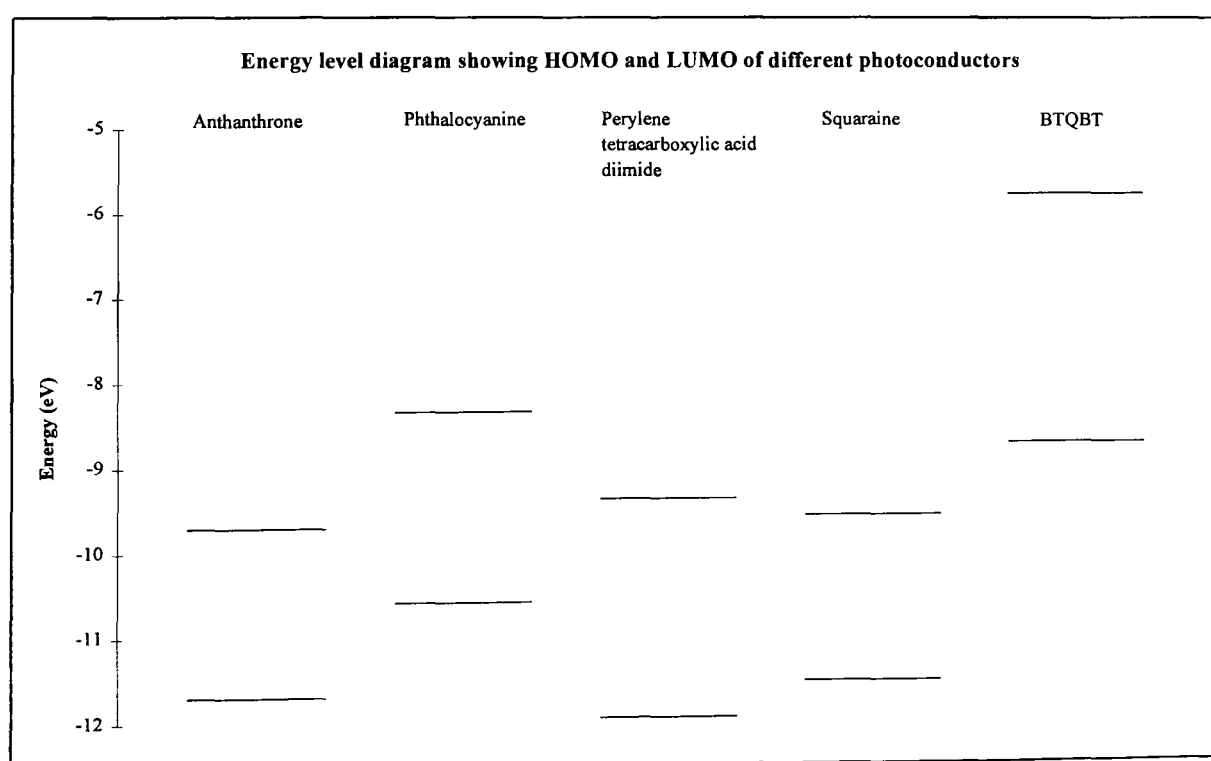 Energy level diagram showing HOMO and LUMO of different photoconductors
Anthanthrone
Phthalocyanine
Perylene
tetracarboxylic acid
diimide
Squaraine
BTQBT
-5
-6
-7
-8
-9
-10
-11
-12
Energy (eV)